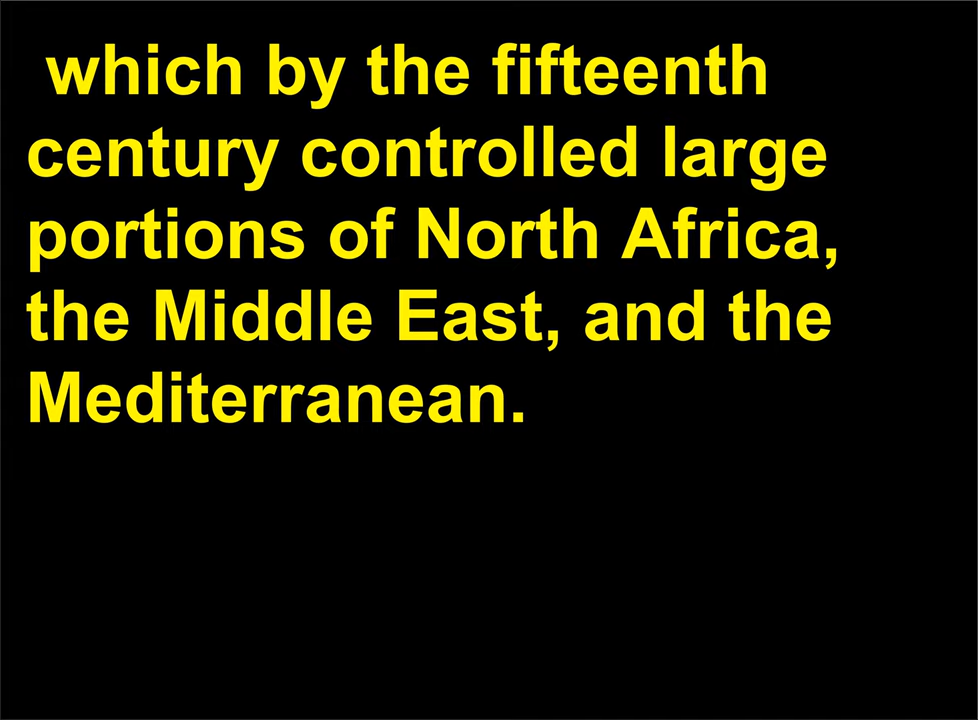 which by the fifteenth
century controlled large
portions of North Africa,
the Middle East, and the
Mediterranean.